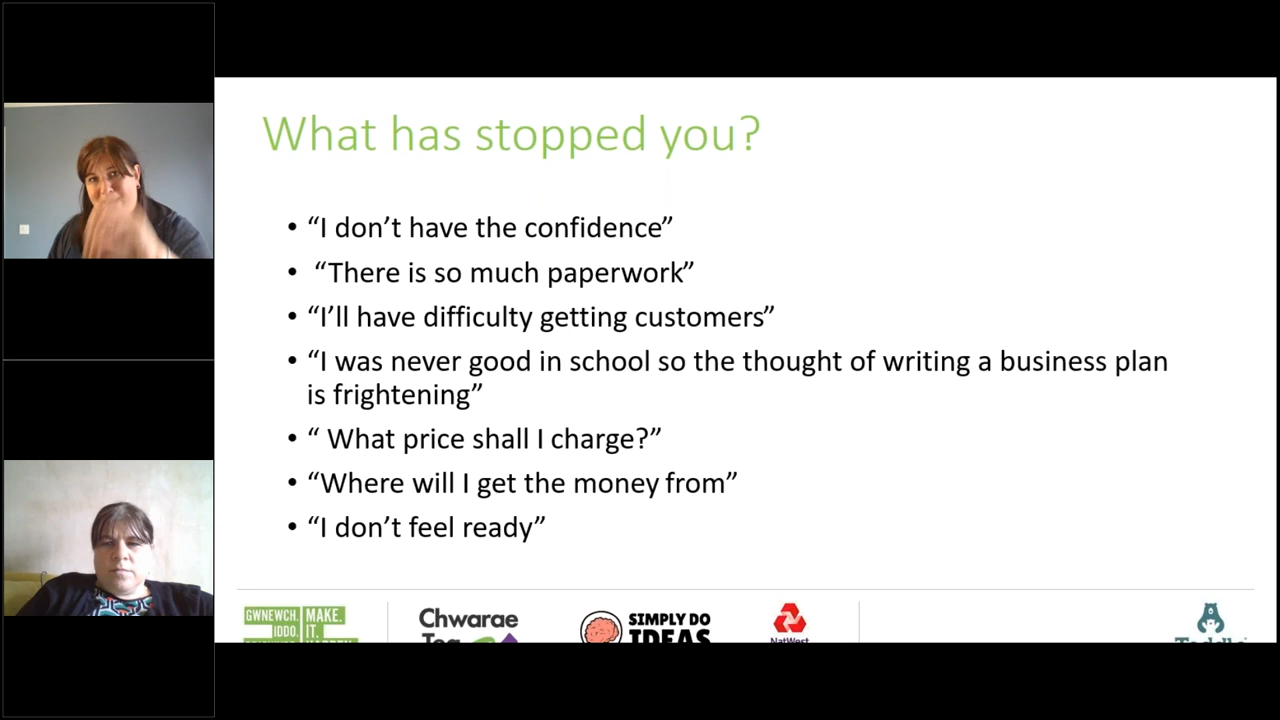 What has stopped you?
• “I don’t have the confidence”
• “There is so much paperwork”
• “I’ll have difficulty getting customers”
• “I was never good in school so the thought of writing a business plan
is frightening”
• “ What price shall I charge?”
• “Where will I get the money from”
• “I don’t feel ready”
GWNEWCH. MAKE.
IDDO. IT.
Chwarae
Teg
SIMPLY DO
IDEAS
NatWest